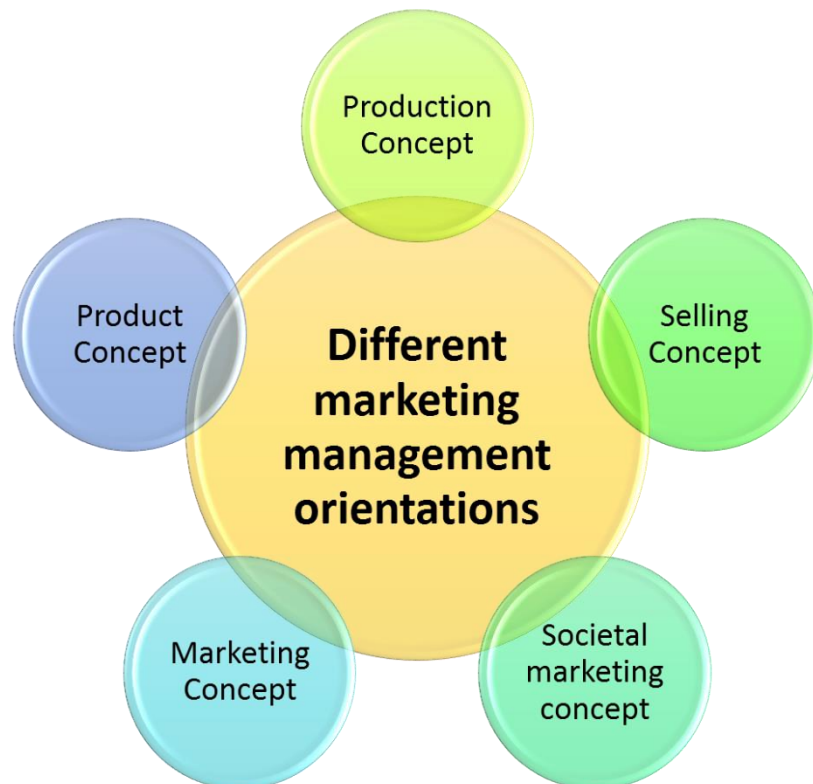 Production
Concept
Product
Concept
Selling
Concept
Different
marketing
management
orientations
Marketing
Concept
Societal
marketing
concept